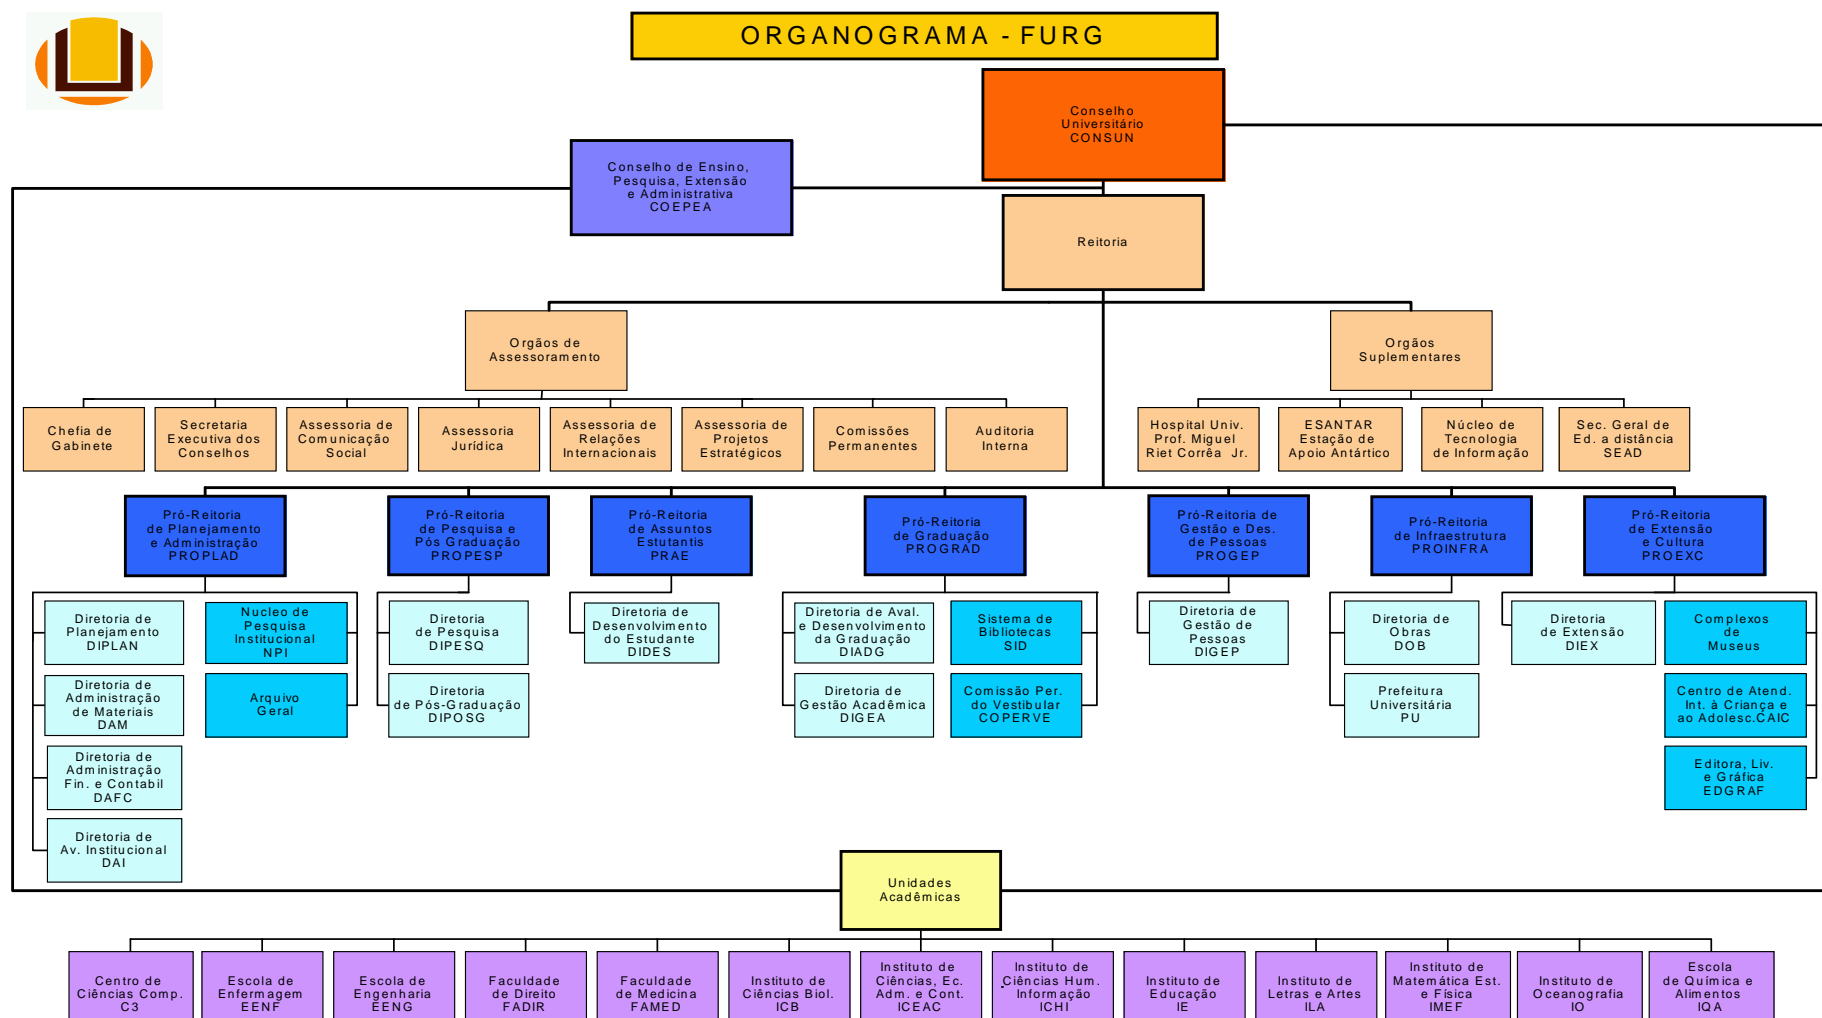 ORGANOGRAMA - FURG
Conselho
Universitário
CONSUN
Conselho de Ensino,
Pesquisa, Extensão
e Administrativa
COEPEA
Reitoria
Orgãos de
Assessoramento
Orgãos
Suplementares
Chefia de
Gabinete
Secretaria
Executiva dos
Conselhos
Assessoria de
Comunicação
Social
Assessoria
Jurídica
Assessoria de
Relações
Internacionais
Assessoria de
Projetos
Estratégicos
Comissões
Permanentes
Auditoria
Interna
Hospital Univ.
Prof. Miguel
Riet Corrêa Jr.
ESANTAR
Estação de
Apoio Antártico
Núcleo de
Tecnologia
de Informação
Sec. Geral de
Ed. a distância
SEAD
Pró-Reitoria
de Planejamento
e Administração
PROPLAD
Pró-Reitoria
de Pesquisa e
Pós Graduação
PROPESP
Pró-Reitoria
de Assuntos
Estutantis
PRAE
Pró-Reitoria
de Graduação
PROGRAD
Pró-Reitoria de
Gestão e Des.
de Pessoas
PROGEP
Pró-Reitoria
de Infraestrutura
PROINFRA
Pró-Reitoria
de Extensão
e Cultura
PROEXC
Diretoria de
Planejamento
DIPLAN
Nucleo de
Pesquisa
Institucional
NPI
Diretoria de
Administração
de Materiais
DAM
Arquivo
Geral
Diretoria de
Administração
Fin. e Contabil
DAFC
Diretoria de
Av. Institucional
DAI
Diretoria
de Pesquisa
DIPESQ
Diretoria
de Pós-Graduação
DIPOSG
Diretoria de
Desenvolvimento
do Estudante
DIDES
Diretoria de Aval.
e Desenvolvimento
da Graduação
DIADG
Sistema de
Bibliotecas
SID
Diretoria de
Gestão Acadêmica
DIGEA
Comissão Per.
do Vestibular
COPERVE
Diretoria de
Gestão de
Pessoas
DIGEP
Diretoria de
Obras
DOB
Prefeitura
Universitária
PU
Diretoria
de Extensão
DIEX
Complexos
de
Museus
Centro de Atend.
Int. à Criança e
ao Adolesc.CAIC
Editora, Liv.
e Gráfica
EDGRAF
Unidades
Acadêmicas
Centro de
Ciências Comp.
C3
Escola de
Enfermagem
EENF
Escola de
Engenharia
EENG
Faculdade
de Direito
FADIR
Faculdade
de Medicina
FAMED
Instituto de
Ciências Biol.
ICB
Instituto de
Ciências, Ec.
Adm. e Cont.
ICEAC
Instituto de
Ciências Hum.
Informação
ICHI
Instituto de
Educação
IE
Instituto de
Letras e Artes
ILA
Instituto de
Matemática Est.
e Física
IMEF
Instituto de
Oceanografia
IO
Escola
de Química e
Alimentos
IQA